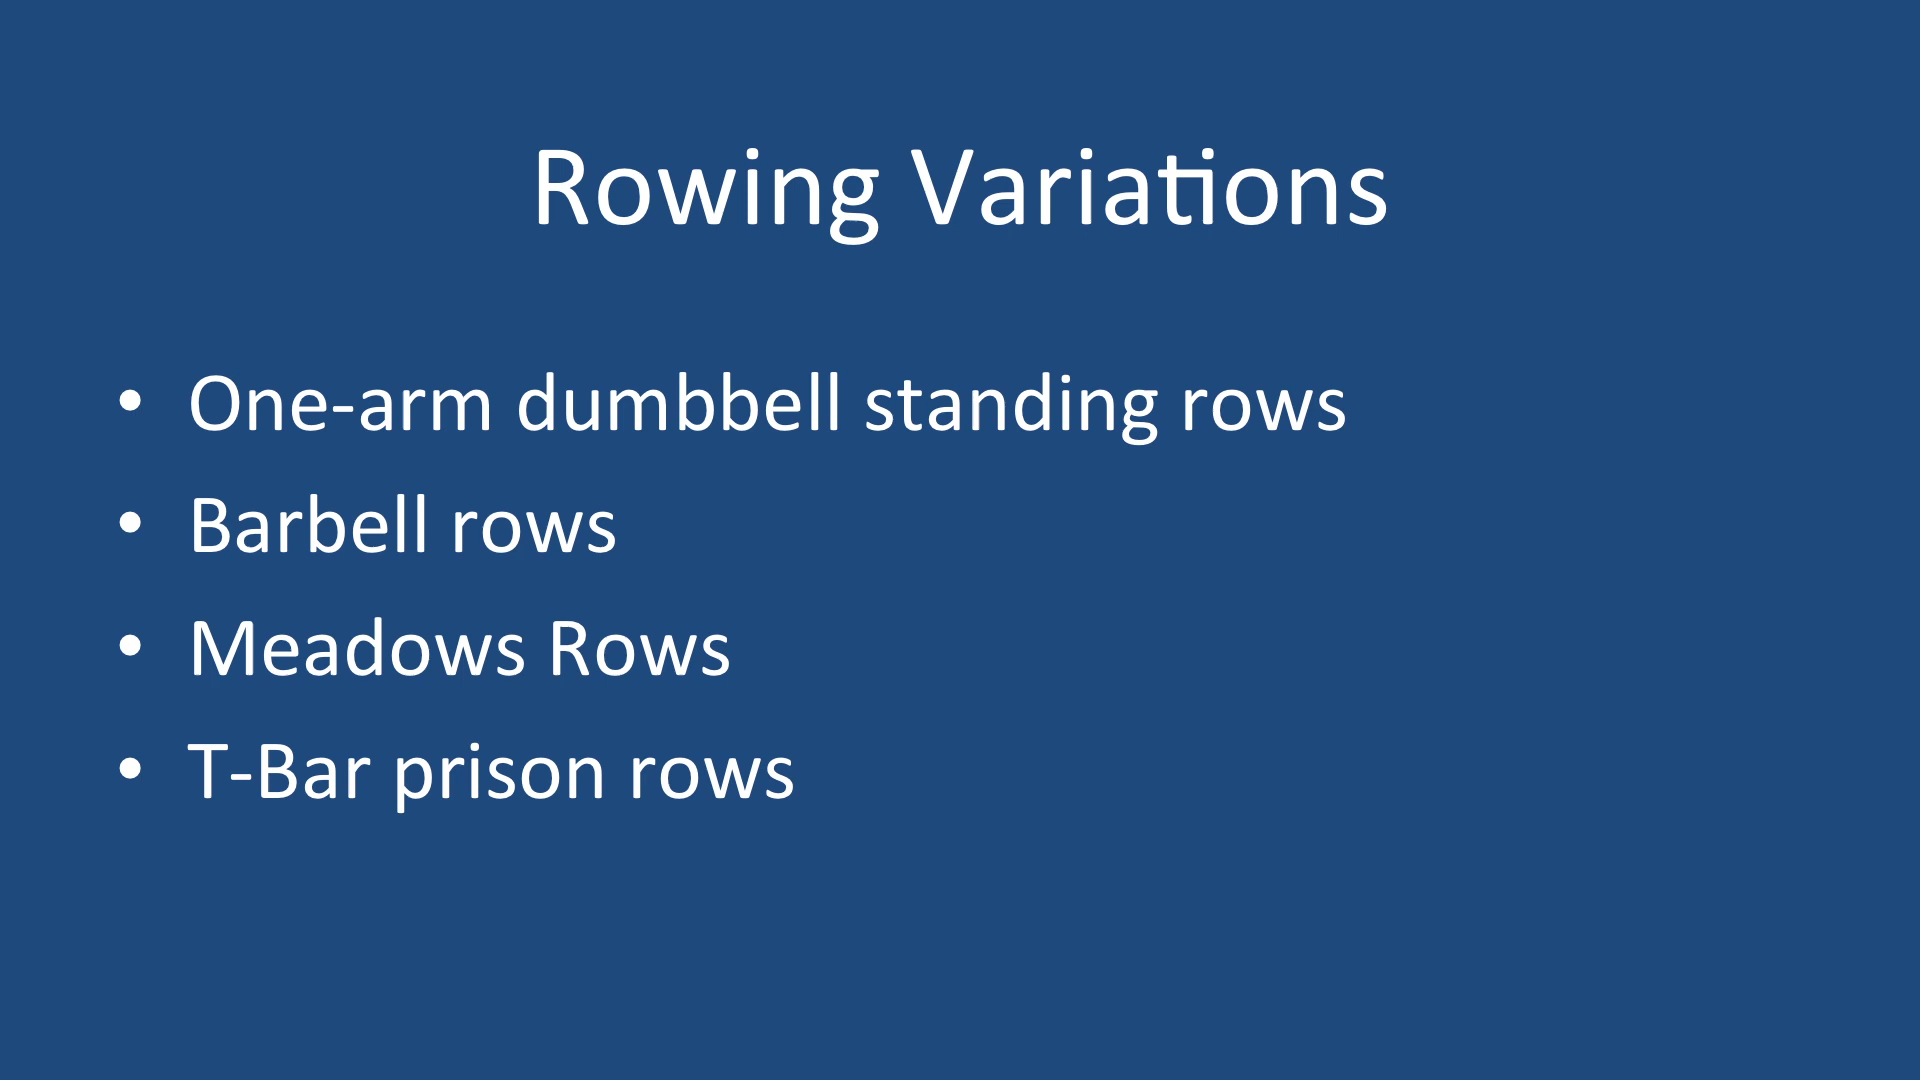 Rowing Variations
• One-arm dumbbell standing rows
• Barbell rows
• Meadows Rows
• T-Bar prison rows